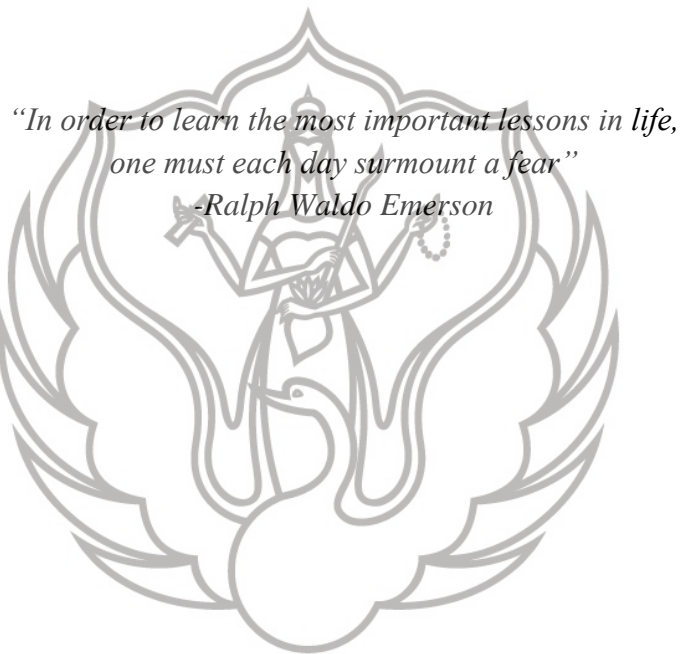 “In order to learn the most important lessons in life,
one must each day surmount a fear”
-Ralph Waldo Emerson